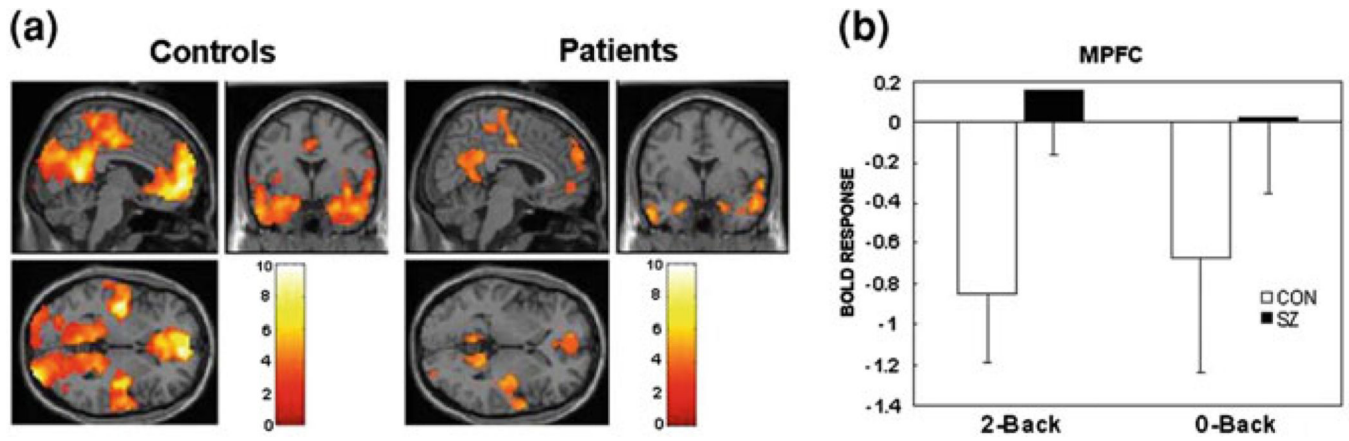 (a)
Controls
Patients
10
8
6
4
2
0
10
8
6
4
2
0
(b)
MPFC
BOLD RESPONSE
0.2
0
-0.2
-0.4
-0.6
-0.8
-1
-1.2
-1.4
CON
SZ
2-Back
0-Back